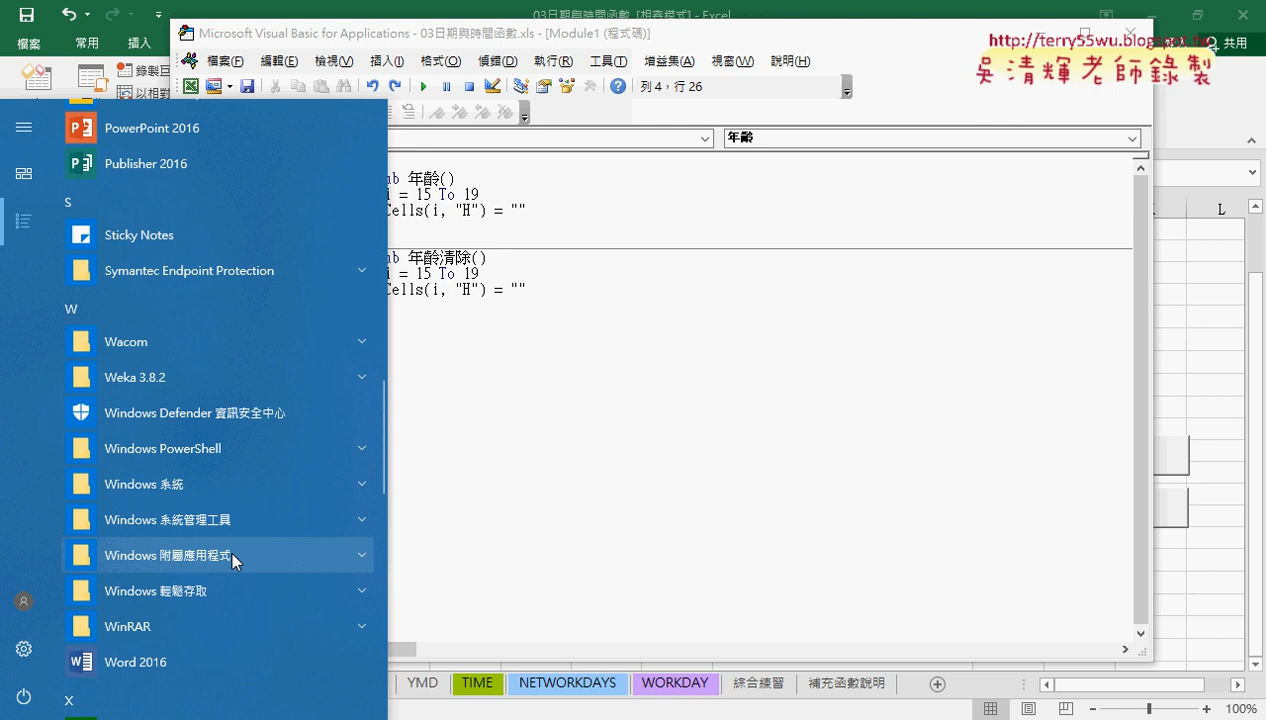 03日期與時間函數 [相容模式] - Excel
檔案
常用
插入
共用
http://terry55wu.blogspot.tw
吳清輝老師錄製
Microsoft Visual Basic for Applications - 03日期與時間函數.xls - [Module1 (程式碼)]
檔案(F) 編輯(E) 檢視(V) 插入(I) 格式(O) 偵錯(D) 執行(R) 工具(T) 增益集(A) 視窗(W) 說明(H)
列 4，行 26
年齡
ub 年齡()
i = 15 To 19
Cells(i, "H") = ""
ub 年齡清除()
i = 15 To 19
Cells(i, "H") = ""
PowerPoint 2016
Publisher 2016
S
Sticky Notes
Symantec Endpoint Protection
W
Wacom
Weka 3.8.2
Windows Defender 資訊安全中心
Windows PowerShell
Windows 系統
Windows 系統管理工具
Windows 附屬應用程式
Windows 輕鬆存取
WinRAR
Word 2016
X
L
YMD TIME NETWORKDAYS WORKDAY 綜合練習 補充函數說明
100%